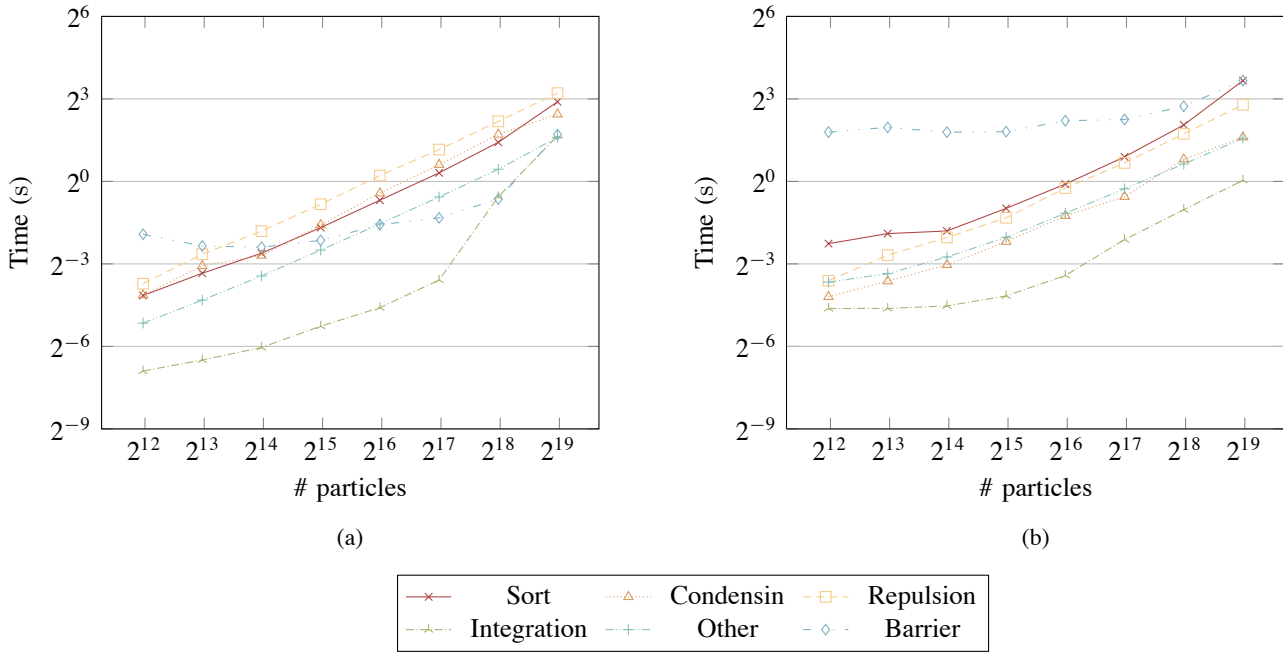 2^6
2^3
2^0
2^−3
2^−6
2^−9
Time (s)
2^12 2^13 2^14 2^15 2^16 2^17 2^18 2^19
# particles
(a)
2^6
2^3
2^0
2^−3
2^−6
2^−9
Time (s)
2^12 2^13 2^14 2^15 2^16 2^17 2^18 2^19
# particles
(b)
Sort Condensin Repulsion
Integration Other Barrier